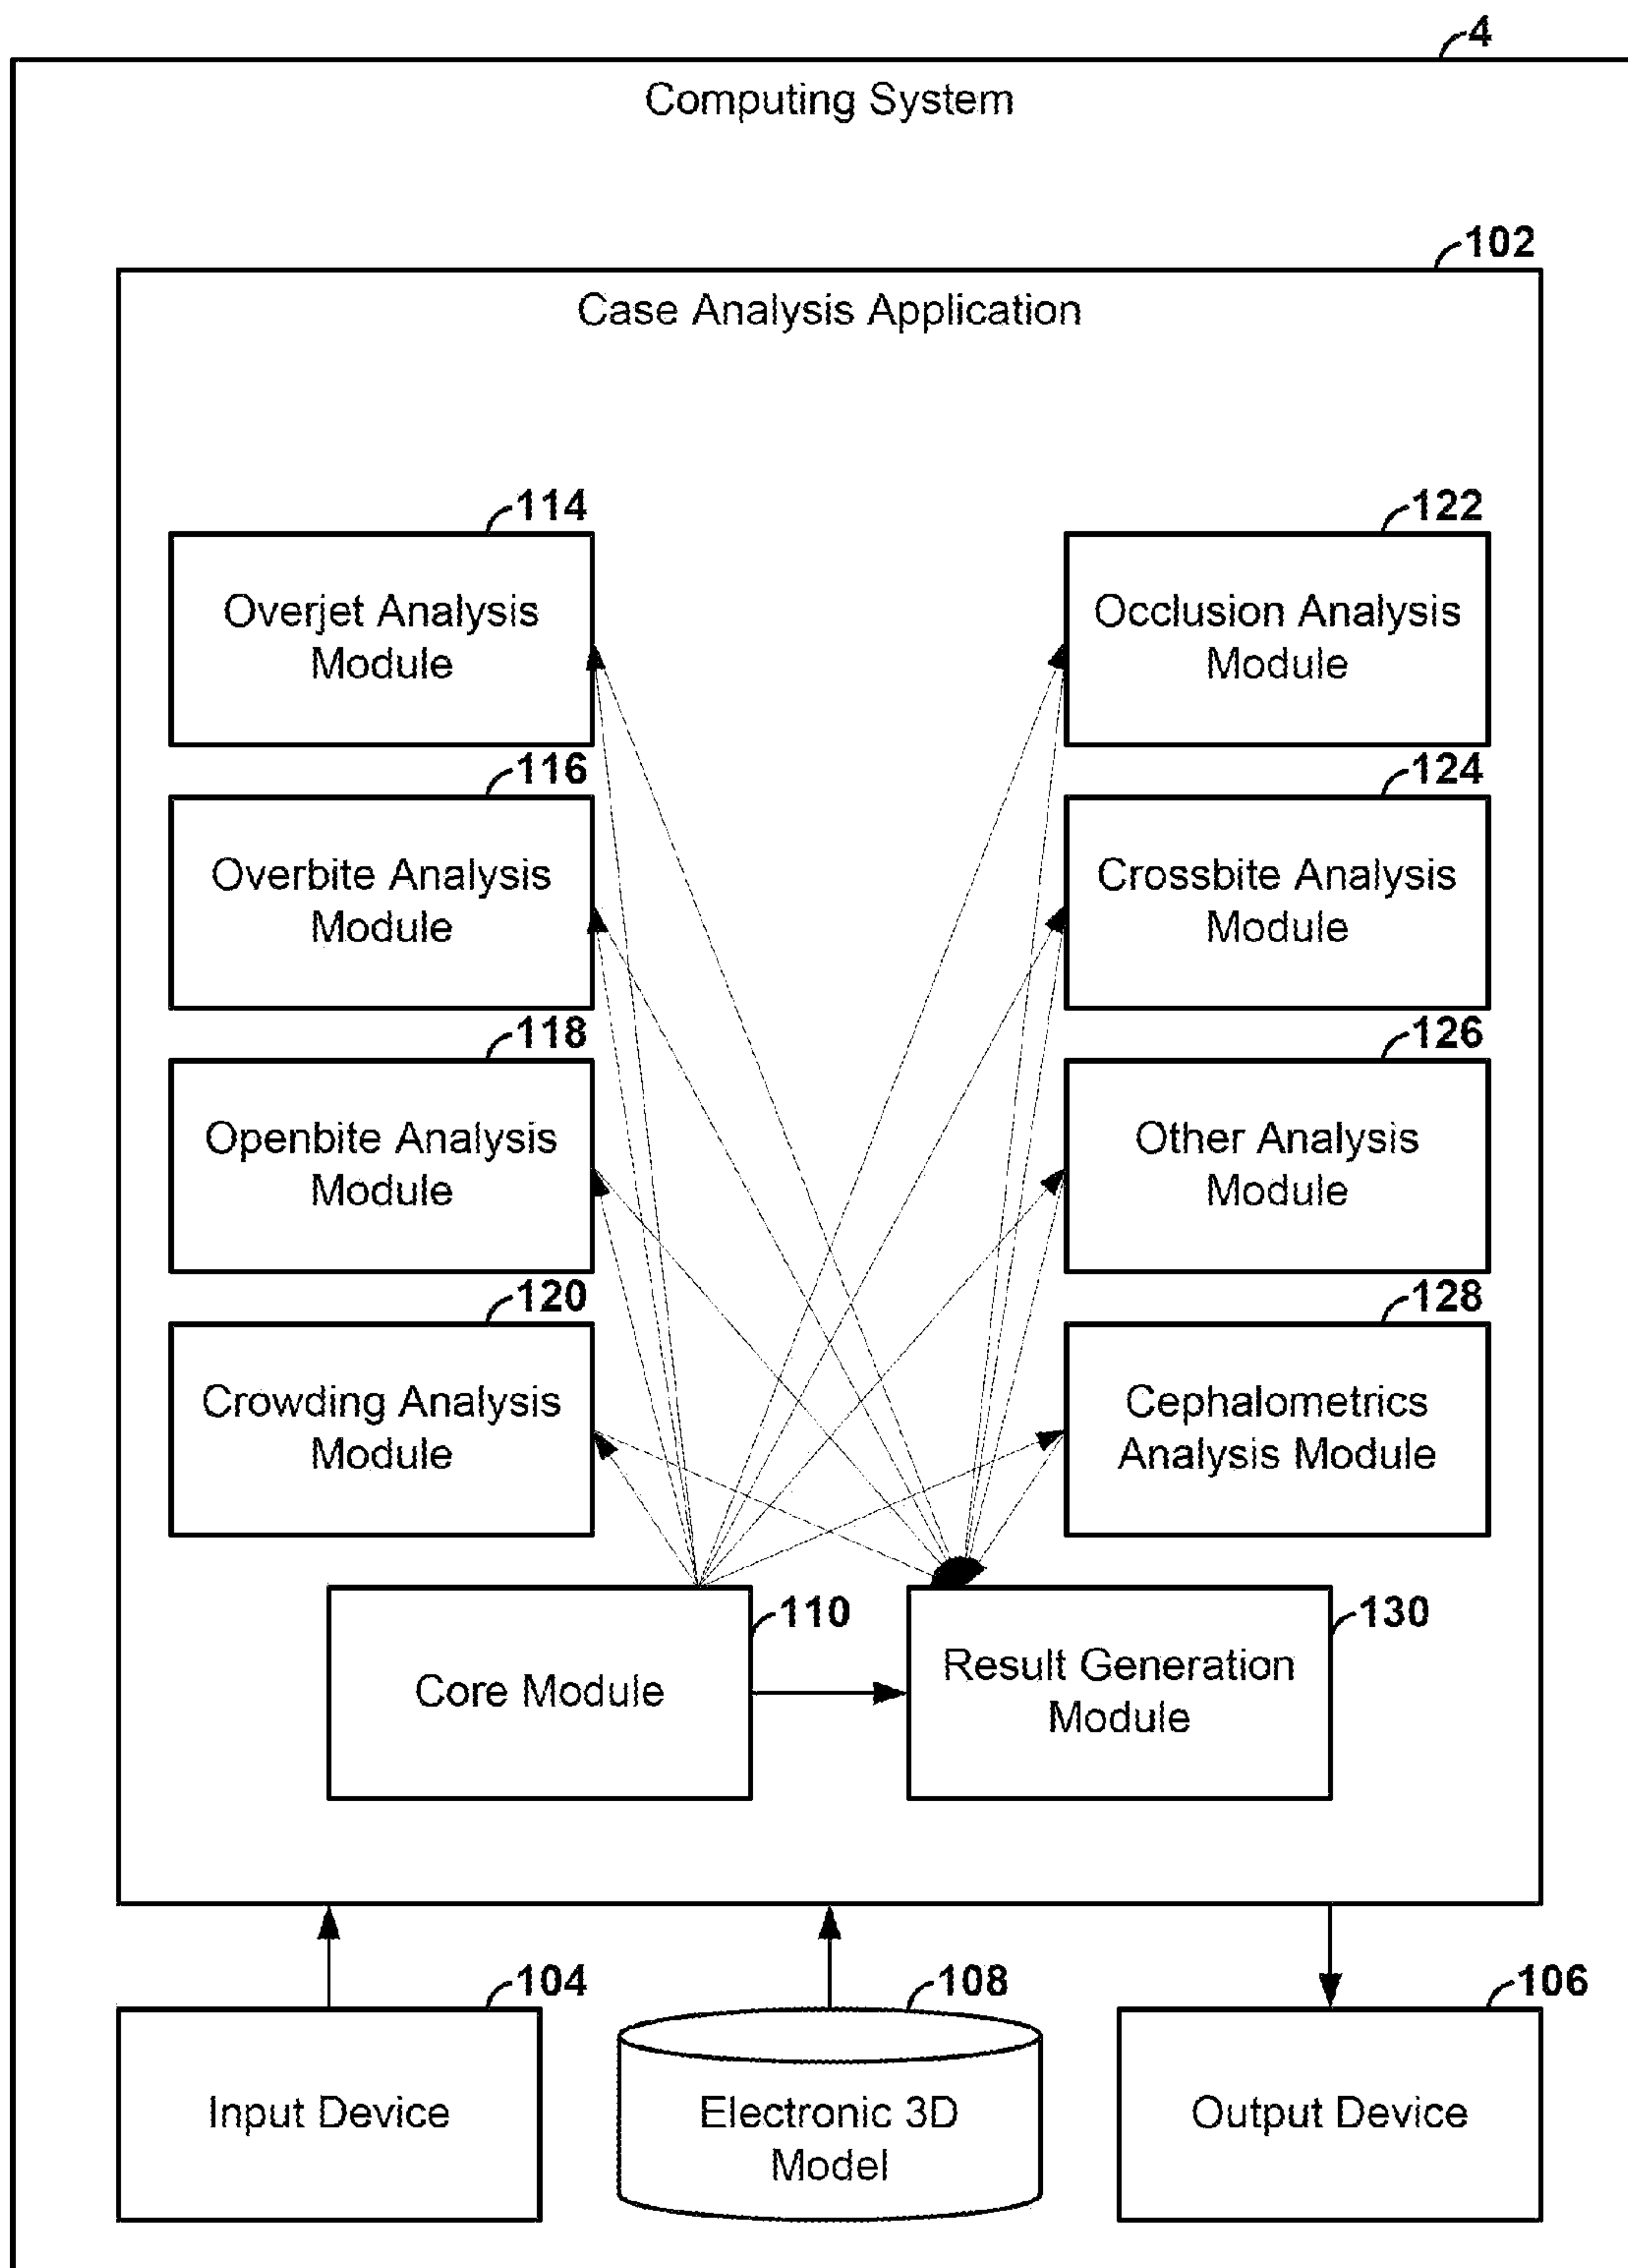 4
Computing System
102
Case Analysis Application
114
Overjet Analysis
Module
122
Occlusion Analysis
Module
116
Overbite Analysis
Module
124
Crossbite Analysis
Module
118
Openbite Analysis
Module
126
Other Analysis
Module
120
Crowding Analysis
Module
128
Cephalometrics
Analysis Module
110
Core Module
130
Result Generation
Module
104
Input Device
108
Electronic 3D
Model
106
Output Device